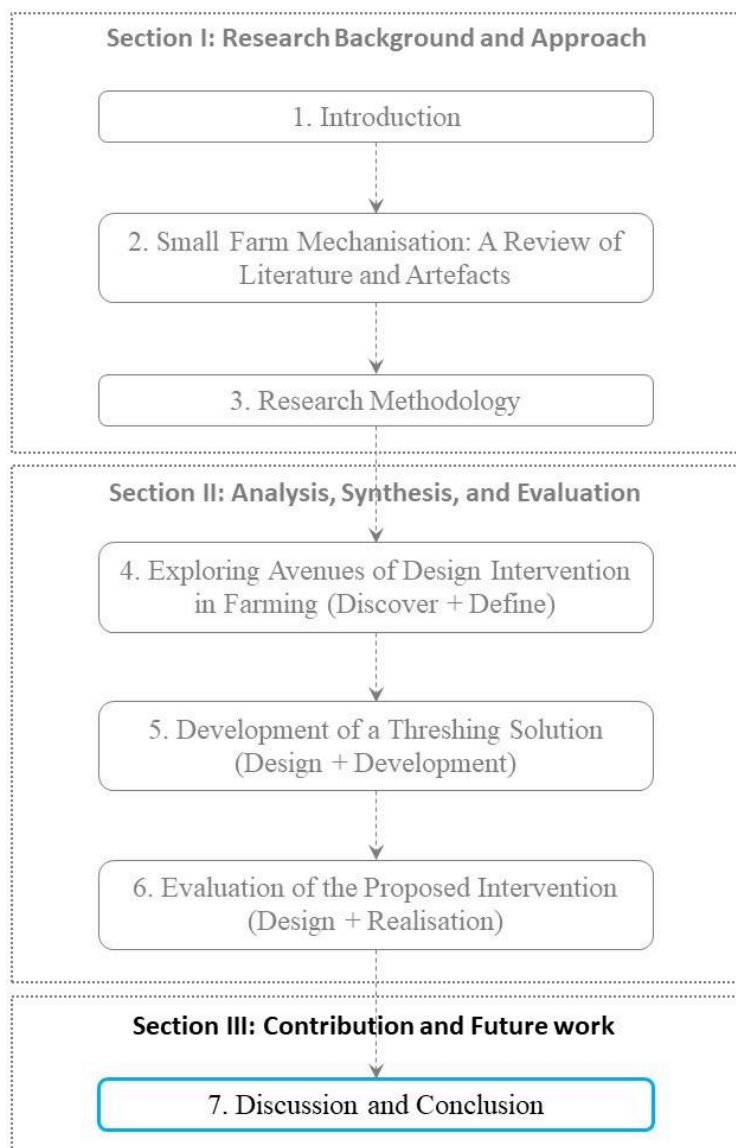 Section I: Research Background and Approach
1. Introduction
2. Small Farm Mechanisation: A Review of
Literature and Artefacts
3. Research Methodology
Section II: Analysis, Synthesis, and Evaluation
4. Exploring Avenues of Design Intervention
in Farming (Discover + Define)
5. Development of a Threshing Solution
(Design + Development)
6. Evaluation of the Proposed Intervention
(Design + Realisation)
Section III: Contribution and Future work
7. Discussion and Conclusion